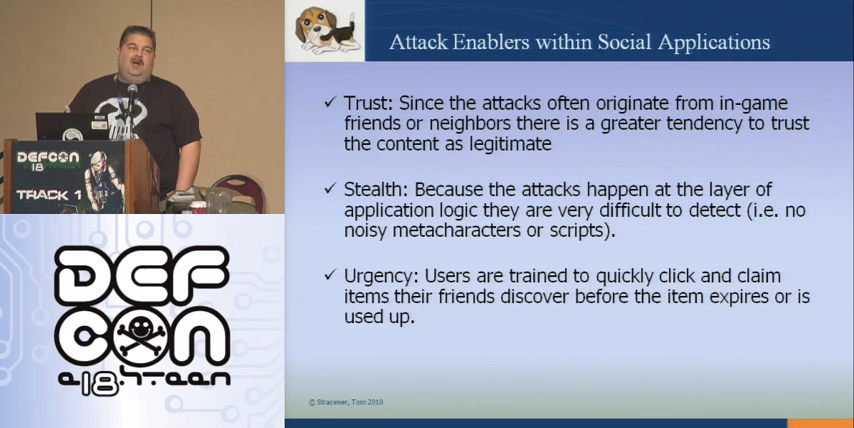 DEFCON
18
TRACK 1
DEF
CON
e18.hteen
Attack Enablers within Social Applications
✓ Trust: Since the attacks often originate from in-game
friends or neighbors there is a greater tendency to trust
the content as legitimate
✓ Stealth: Because the attacks happen at the layer of
application logic they are very difficult to detect (i.e. no
noisy metacharacters or scripts).
✓ Urgency: Users are trained to quickly click and claim
items their friends discover before the item expires or is
used up.
© Stracener, Tom 2010